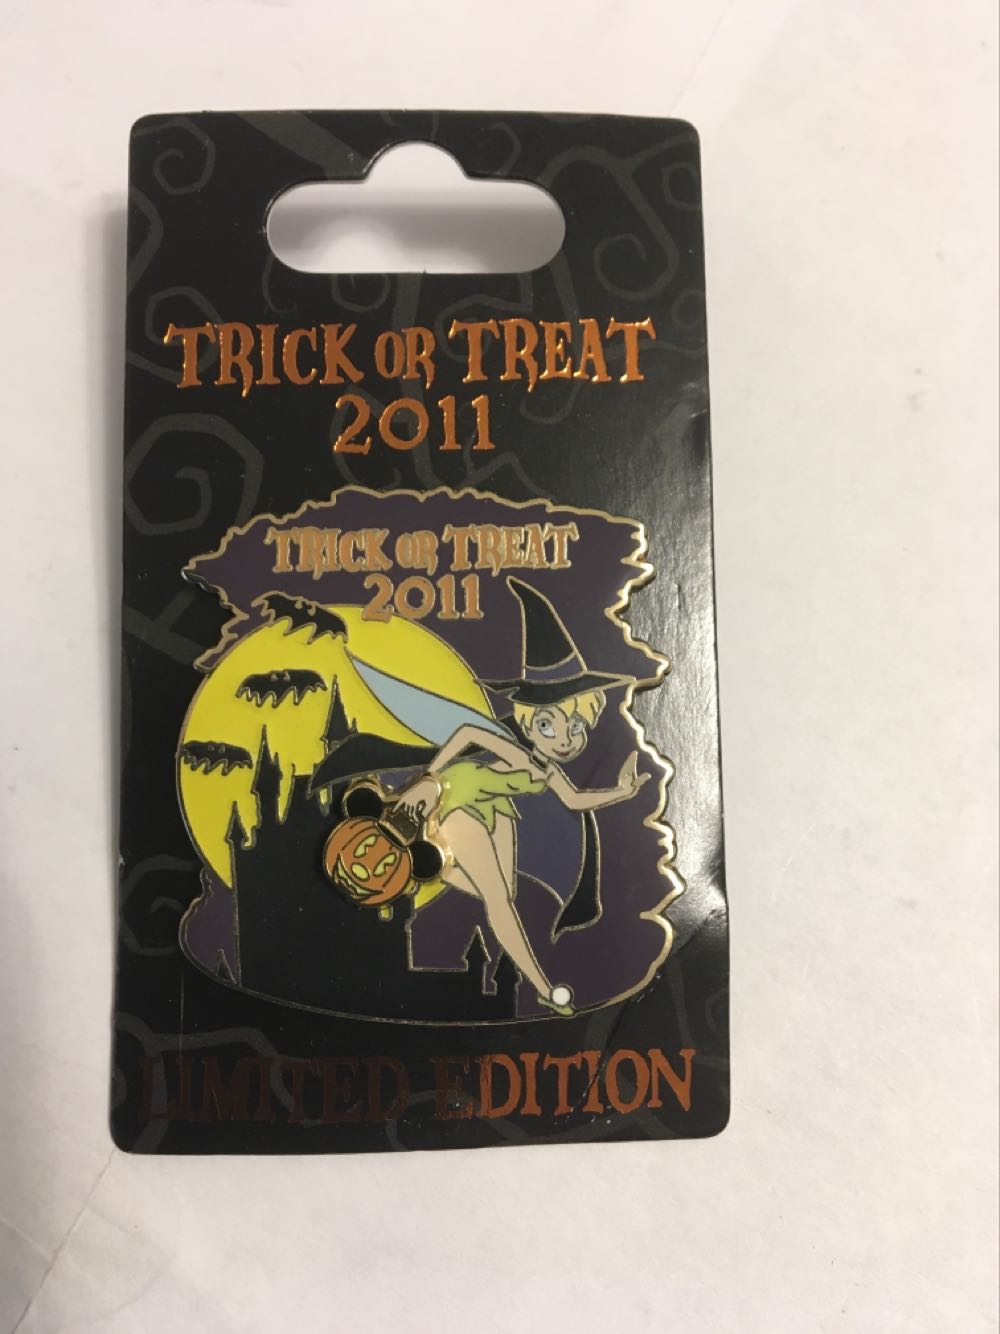 TRICK OR TREAT
2011
TRICK OR TREAT
2011
LIMITED EDITION